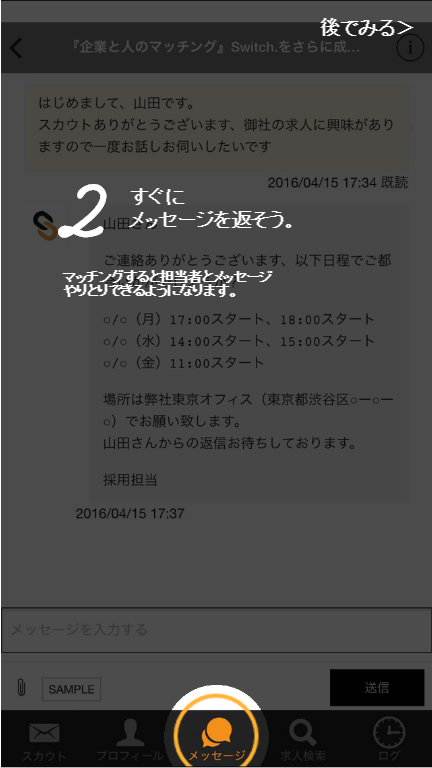 後でみる>
『企業と人のマッチング』Switch.をさらに成…
はじめまして、山田です。
スカウトありがとうございます、御社の求人に興味があり
ますので一度お話しお伺いしたいです
2016/04/15 17:34 既読
2 すぐに
メッセージを返そう。
山田さん
ご連絡ありがとうございます、以下日程でご都
マッチングすると担当者とメッセージ
やりとりできるようになります。
○/○（月）17:00スタート、18:00スタート
○/○（水）14:00スタート、15:00スタート
○/○（金）11:00スタート
場所は弊社東京オフィス（東京都渋谷区○ー○ー
○）でお願い致します。
山田さんからの返信お待ちしております。
採用担当
2016/04/15 17:37
メッセージを入力する
SAMPLE
送信
スカウト プロフィール メッセージ 求人検索 ログ